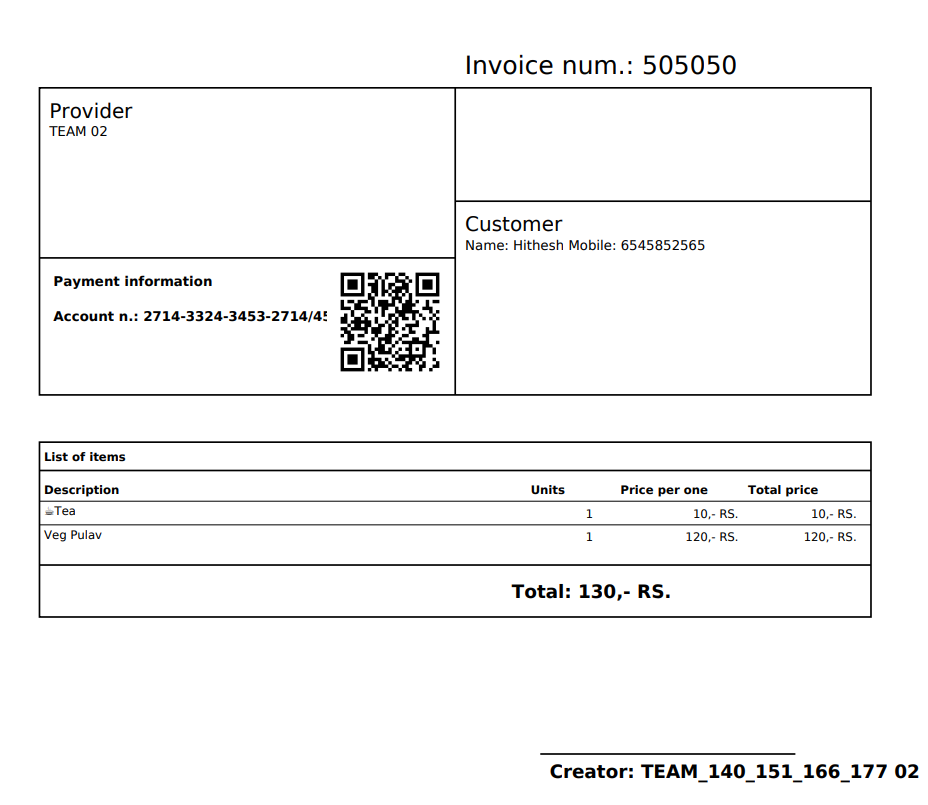 Invoice num.: 505050
Provider
TEAM 02
Customer
Name: Hithesh Mobile: 6545852565
Payment information
Account n.: 2714-3324-3453-2714/45
List of items
Description Units Price per one Total price
☕Tea 1 10,- RS. 10,- RS.
Veg Pulav 1 120,- RS. 120,- RS.
Total: 130,- RS.
Creator: TEAM_140_151_166_177 02